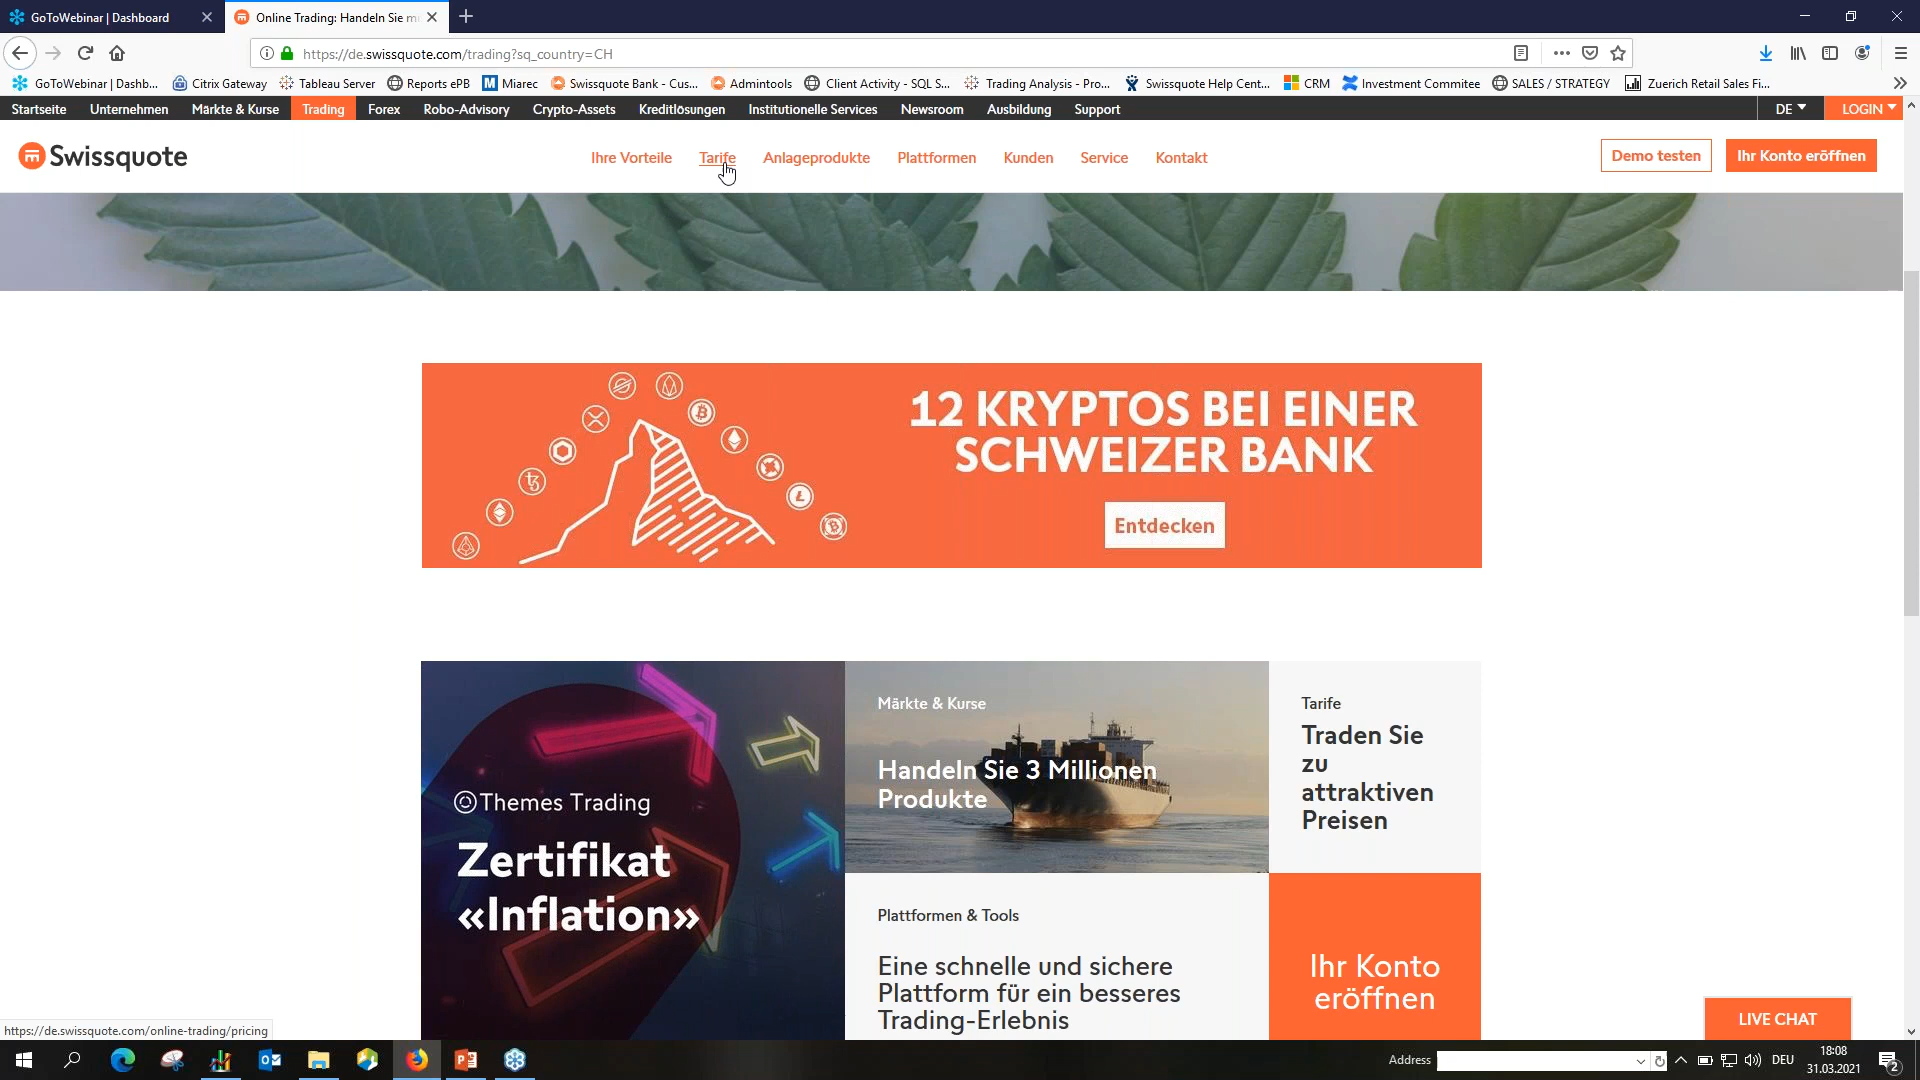 GoToWebinar | Dashboard
Online Trading: Handeln Sie m
https://de.swissquote.com/trading?sq_country=CH
GoToWebinar | Dashb... Citrix Gateway Tableau Server Reports ePB Miarec Swissquote Bank - Cus... Admintools Client Activity - SQL S... Trading Analysis - Pro... Swissquote Help Cent... CRM Investment Commitee SALES / STRATEGY Zuerich Retail Sales Fi...
Startseite Unternehmen Märkte & Kurse Trading Forex Robo-Advisory Crypto-Assets Kreditlösungen Institutionelle Services Newsroom Ausbildung Support DE LOGIN
Swissquote
Ihre Vorteile Tarife Anlageprodukte Plattformen Kunden Service Kontakt
Demo testen Ihr Konto eröffnen
12 KRYPTOS BEI EINER
SCHWEIZER BANK
Entdecken
Themes Trading
Zertifikat
«Inflation»
Märkte & Kurse
Handeln Sie 3 Millionen
Produkte
Tarife
Traden Sie
zu
attraktiven
Preisen
Plattformen & Tools
Eine schnelle und sichere
Plattform für ein besseres
Trading-Erlebnis
Ihr Konto
eröffnen
LIVE CHAT
https://de.swissquote.com/online-trading/pricing
Address
DEU
18:08
31.03.2021
2